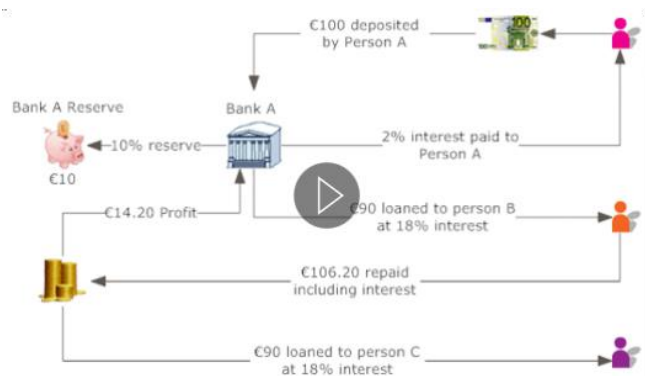 €100 deposited
by Person A
100
Bank A Reserve
Bank A
10% reserve
€10
2% interest paid to
Person A
€14.20 Profit
€90 loaned to person B
at 18% interest
€106.20 repaid
including interest
€90 loaned to person C
at 18% interest